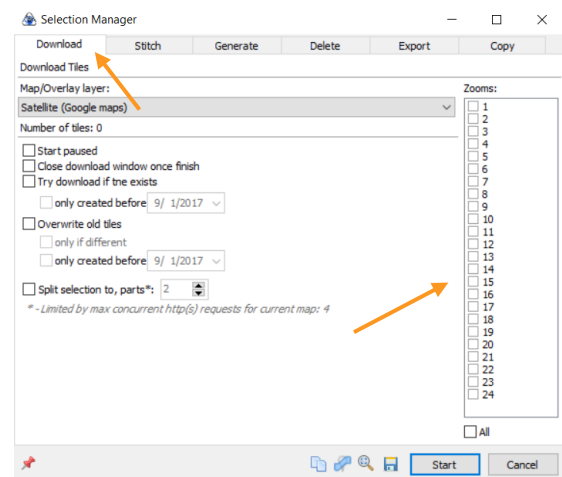 Selection Manager
Download Stitch Generate Delete Export Copy
Download Tiles
Map/Overlay layer:
Zooms:
Satellite (Google maps)
Number of tiles: 0
Start paused
Close download window once finish
Try download if tne exists
only created before 9/ 1/2017
Overwrite old tiles
only if different
only created before 9/ 1/2017
Split selection to, parts*: 2
* - Limited by max concurrent http(s) requests for current map: 4
1
2
3
4
5
6
7
8
9
10
11
12
13
14
15
16
17
18
19
20
21
22
23
24
All
Start Cancel